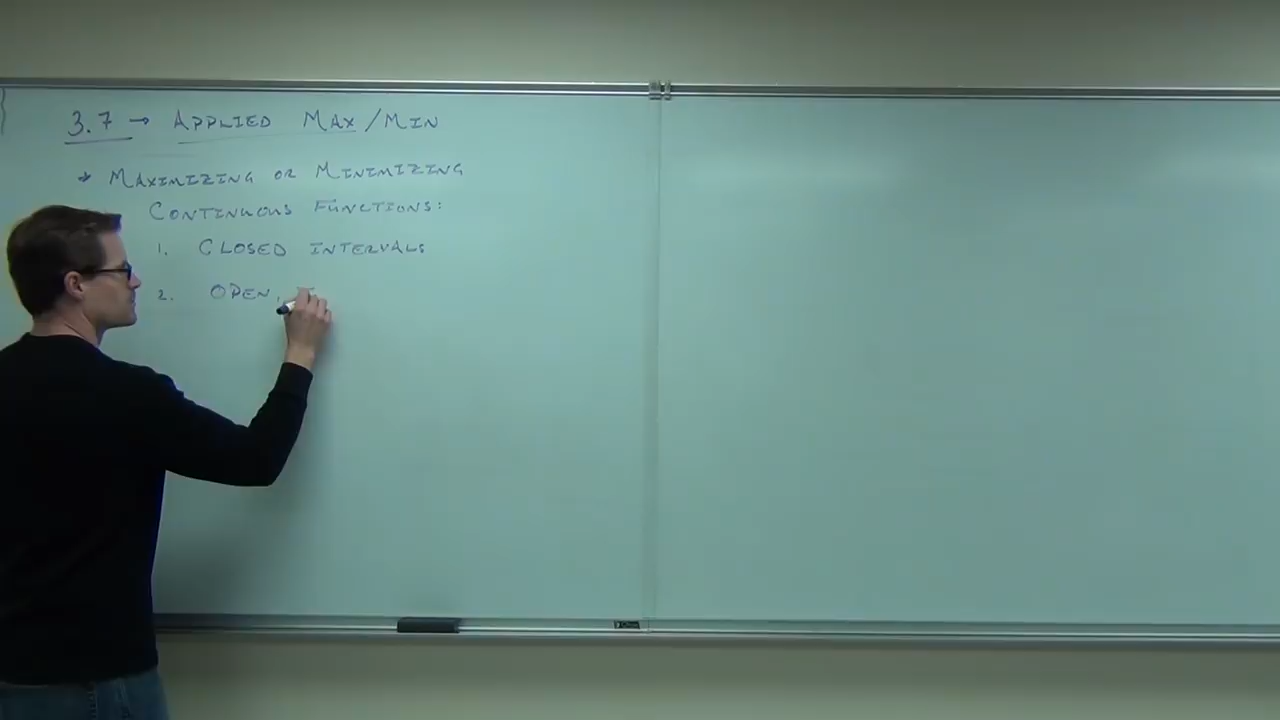 3.7 → APPLIED MAX/MIN
* MAXIMIZING OR MINIMIZING
CONTINUOUS FUNCTIONS:
1. CLOSED INTERVALS
2. OPEN